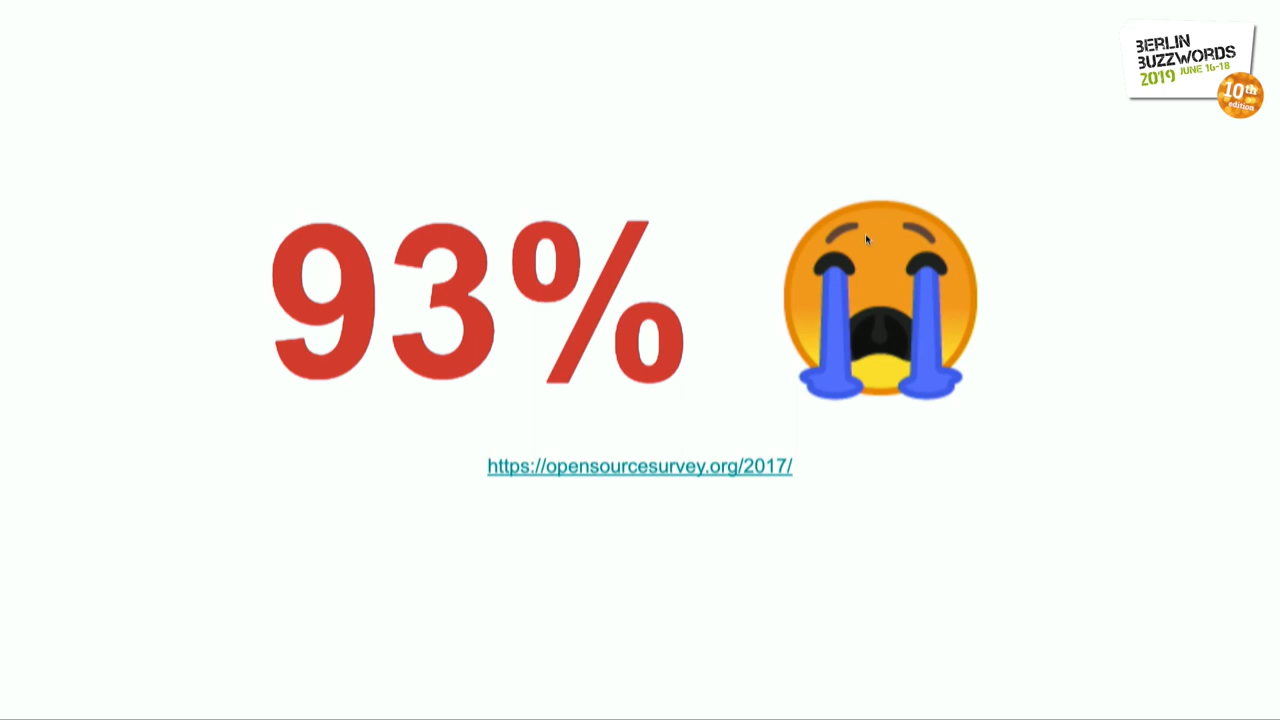 BERLIN
BUZZWORDS
2019 JUNE 16-18
10th
edition
93%
https://opensourcesurvey.org/2017/